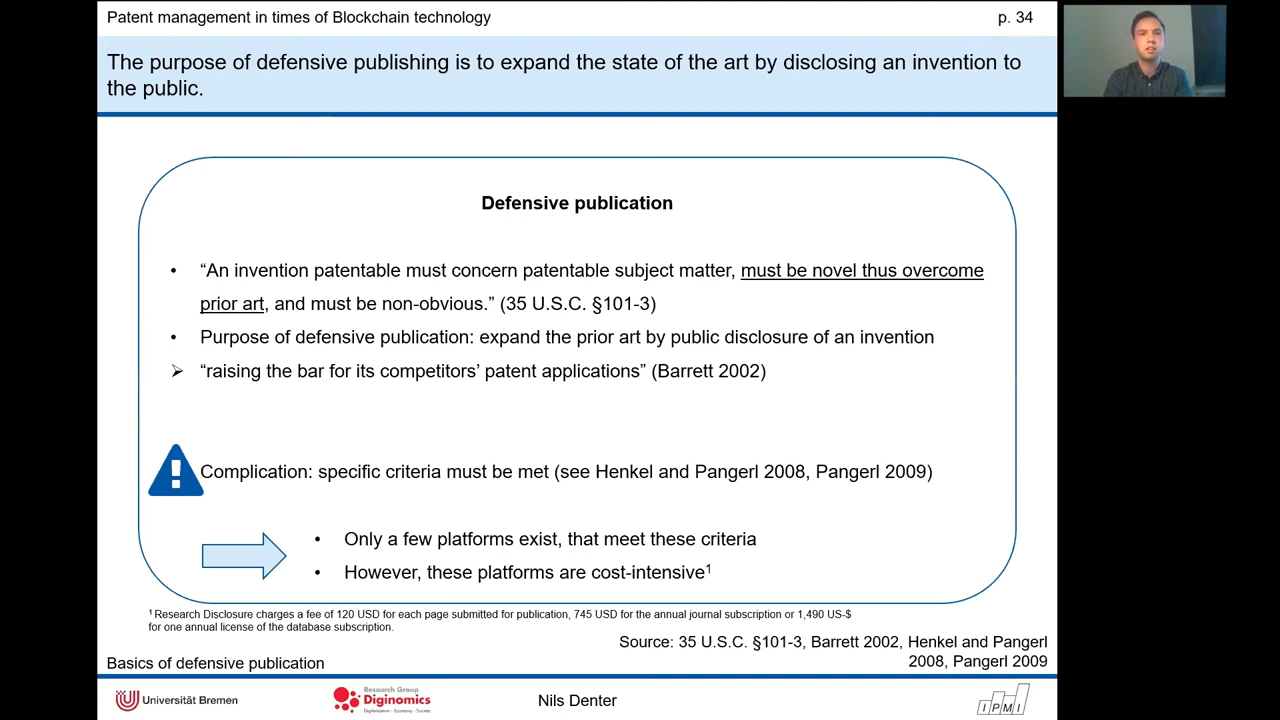 Patent management in times of Blockchain technology
p. 34
The purpose of defensive publishing is to expand the state of the art by disclosing an invention to
the public.
Defensive publication
• “An invention patentable must concern patentable subject matter, must be novel thus overcome
prior art, and must be non-obvious.” (35 U.S.C. §101-3)
• Purpose of defensive publication: expand the prior art by public disclosure of an invention
➢ “raising the bar for its competitors’ patent applications” (Barrett 2002)
Complication: specific criteria must be met (see Henkel and Pangerl 2008, Pangerl 2009)
• Only a few platforms exist, that meet these criteria
• However, these platforms are cost-intensive¹
¹ Research Disclosure charges a fee of 120 USD for each page submitted for publication, 745 USD for the annual journal subscription or 1,490 US-$
for one annual license of the database subscription.
Source: 35 U.S.C. §101-3, Barrett 2002, Henkel and Pangerl
2008, Pangerl 2009
Basics of defensive publication
Universität Bremen
Research Group
Diginomics
Digitalization - Economy - Society
Nils Denter
IPMI